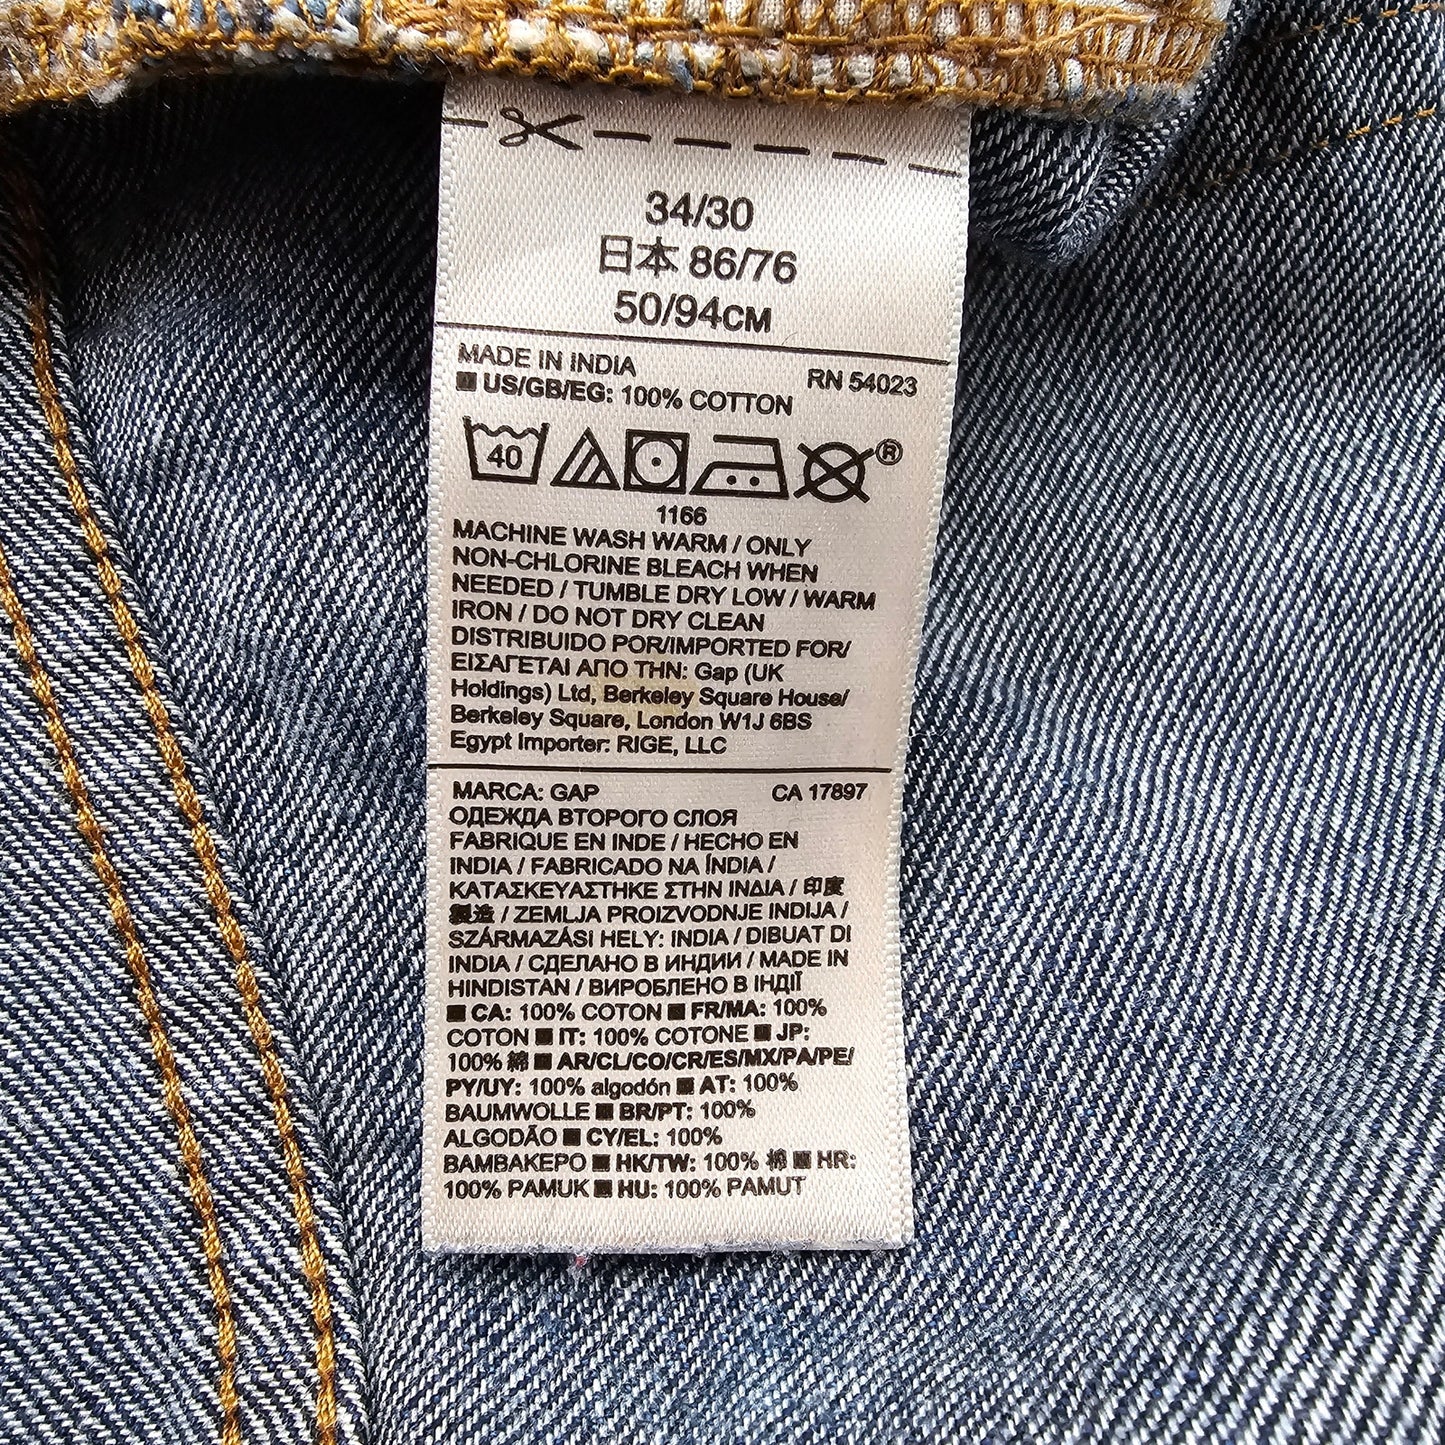 34/30
日本 86/76
50/94CM
MADE IN INDIA RN 54023
■ US/GB/EG: 100% COTTON
40 ®
1166
MACHINE WASH WARM / ONLY
NON-CHLORINE BLEACH WHEN
NEEDED / TUMBLE DRY LOW / WARM
IRON / DO NOT DRY CLEAN
DISTRIBUIDO POR/IMPORTED FOR/
ΕΙΣΑΓΕΤΑΙ ΑΠΟ ΤΗΝ: Gap (UK
Holdings) Ltd, Berkeley Square House/
Berkeley Square, London W1J 6BS
Egypt Importer: RIGE, LLC
MARCA: GAP CA 17897
ОДЕЖДА ВТОРОГО СЛОЯ
FABRIQUE EN INDE / HECHO EN
INDIA / FABRICADO NA ÍNDIA /
ΚΑΤΑΣΚΕΥΑΣΤΗΚΕ ΣΤΗΝ ΙΝΔΙΑ / 印度
製造 / ZEMLJA PROIZVODNJE INDIJA /
SZÁRMAZÁSI HELY: INDIA / DIBUAT DI
INDIA / СДЕЛАНО В ИНДИИ / MADE IN
HINDISTAN / ВИРОБЛЕНО В ІНДІЇ
■ CA: 100% COTON ■ FR/MA: 100%
COTON ■ IT: 100% COTONE ■ JP:
100% 綿 ■ AR/CL/CO/CR/ES/MX/PA/PE/
PY/UY: 100% algodón ■ AT: 100%
BAUMWOLLE ■ BR/PT: 100%
ALGODÃO ■ CY/EL: 100%
ΒΑΜΒΑΚΕΡΟ ■ HK/TW: 100% 棉 ■ HR:
100% PAMUK ■ HU: 100% PAMUT